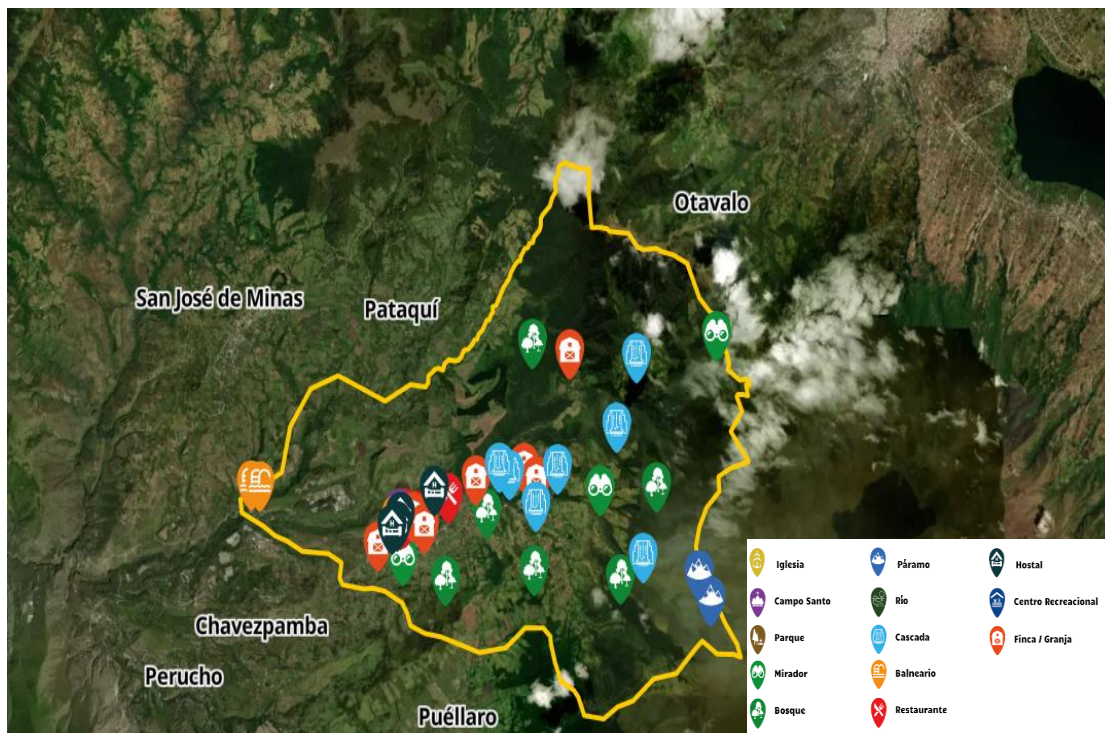 Otavalo
San José de Minas
Pataquí
Chavezpamba
Perucho
Puéllaro
Iglesia
Campo Santo
Parque
Mirador
Bosque
Páramo
Río
Cascada
Balneario
Restaurante
Hostal
Centro Recreacional
Finca / Granja